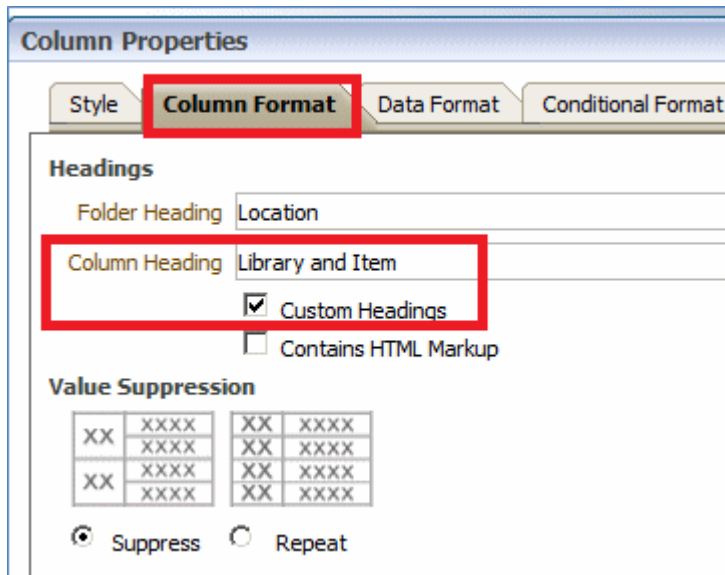 Column Properties
Style Column Format Data Format Conditional Format
Headings
Folder Heading Location
Column Heading Library and Item
Custom Headings
Contains HTML Markup
Value Suppression
XX XXXX XX XXXX
XXXX XX XXXX
XX XXXX XX XXXX
XXXX XX XXXX
Suppress Repeat